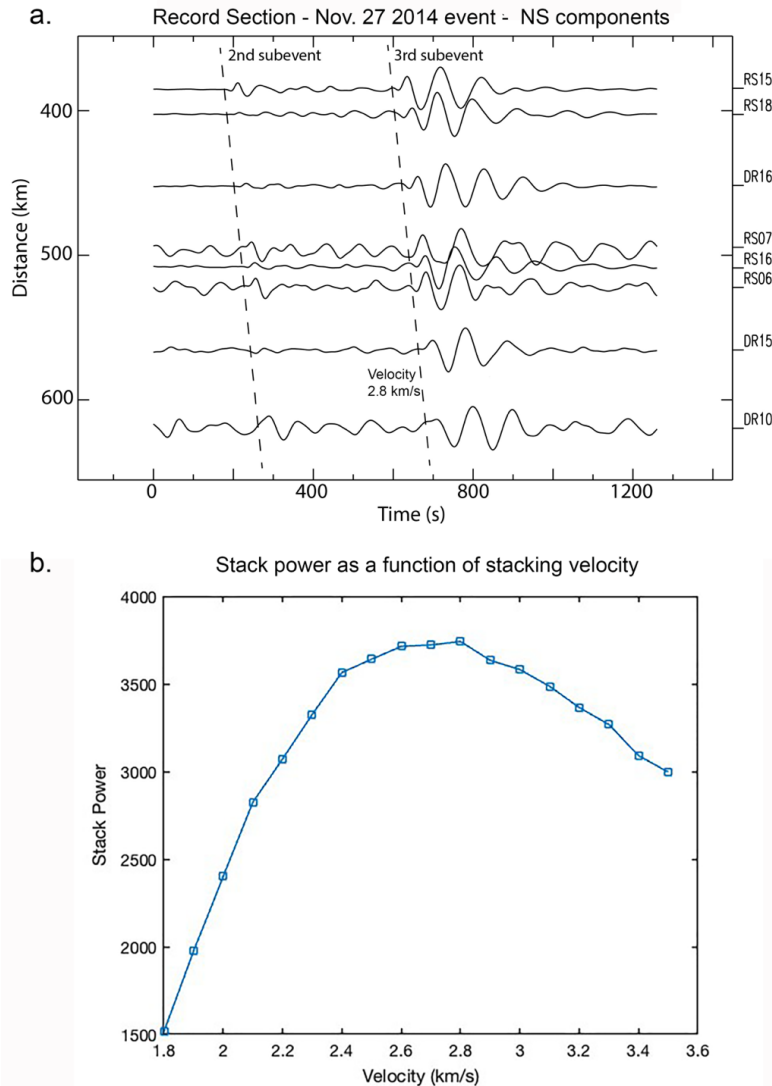 a.
Record Section - Nov. 27 2014 event - NS components
2nd subevent
3rd subevent
RS15
400
RS18
DR16
Distance (km)
RS07
500
RS16
RS06
DR15
Velocity
2.8 km/s
600
DR10
0
400
800
1200
Time (s)
b.
Stack power as a function of stacking velocity
4000
3500
3000
2500
2000
1500
Stack Power
1.8
2
2.2
2.4
2.6
2.8
3
3.2
3.4
3.6
Velocity (km/s)